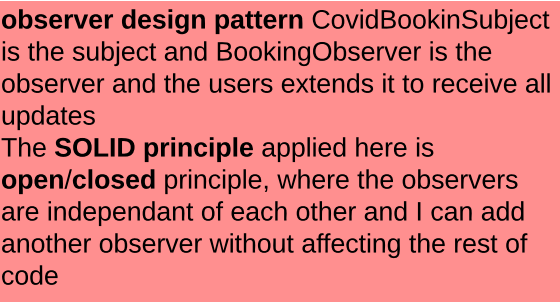 observer design pattern CovidBookinSubject
is the subject and BookingObserver is the
observer and the users extends it to receive all
updates
The SOLID principle applied here is
open/closed principle, where the observers
are independant of each other and I can add
another observer without affecting the rest of
code